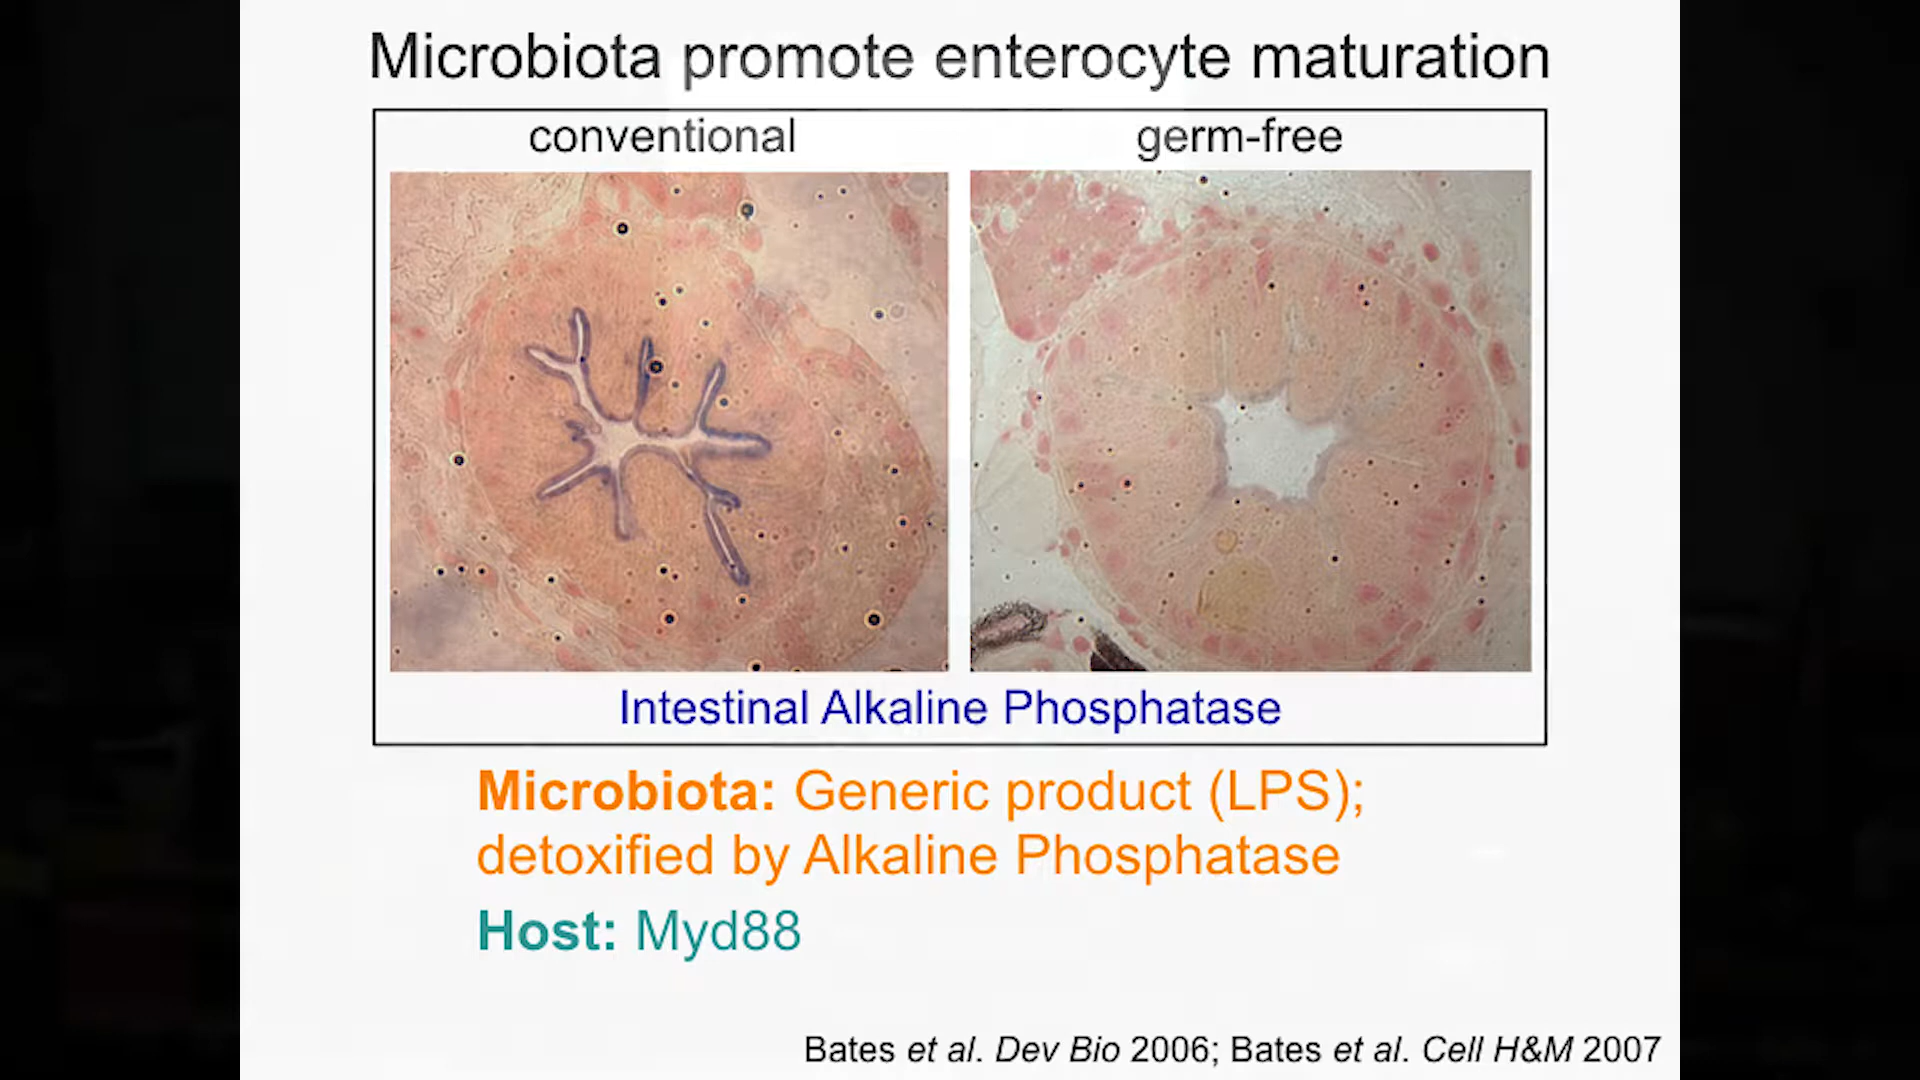 Microbiota promote enterocyte maturation
conventional
germ-free
Intestinal Alkaline Phosphatase
Microbiota: Generic product (LPS);
detoxified by Alkaline Phosphatase
Host: Myd88
Bates et al. Dev Bio 2006; Bates et al. Cell H&M 2007